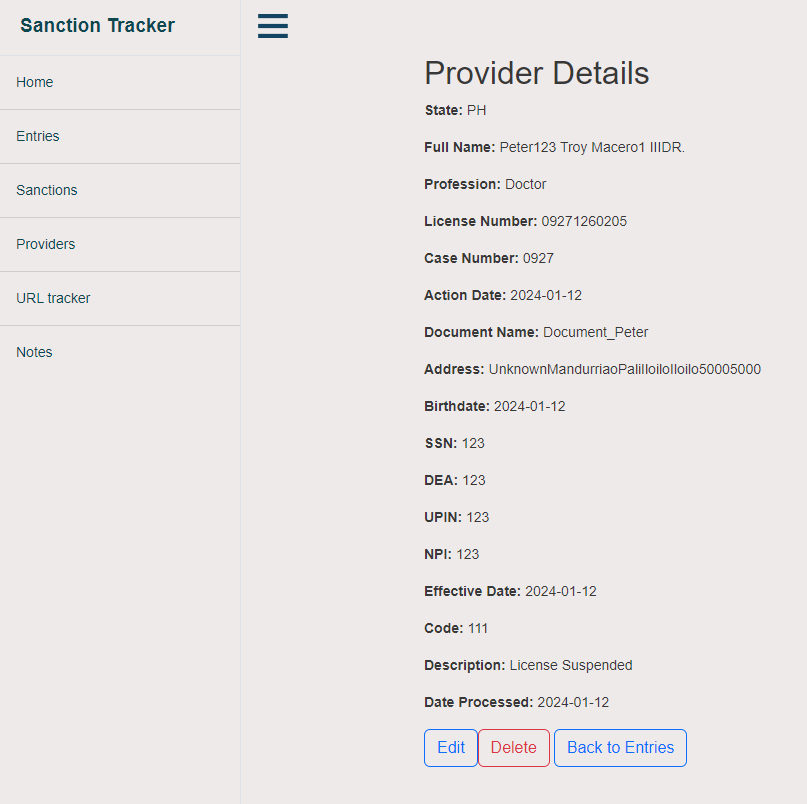 Sanction Tracker
Home
Entries
Sanctions
Providers
URL tracker
Notes
Provider Details
State: PH
Full Name: Peter123 Troy Macero1 IIIDR.
Profession: Doctor
License Number: 09271260205
Case Number: 0927
Action Date: 2024-01-12
Document Name: Document_Peter
Address: UnknownMandurriaoPaliIloiloIloilo50005000
Birthdate: 2024-01-12
SSN: 123
DEA: 123
UPIN: 123
NPI: 123
Effective Date: 2024-01-12
Code: 111
Description: License Suspended
Date Processed: 2024-01-12
Edit Delete Back to Entries